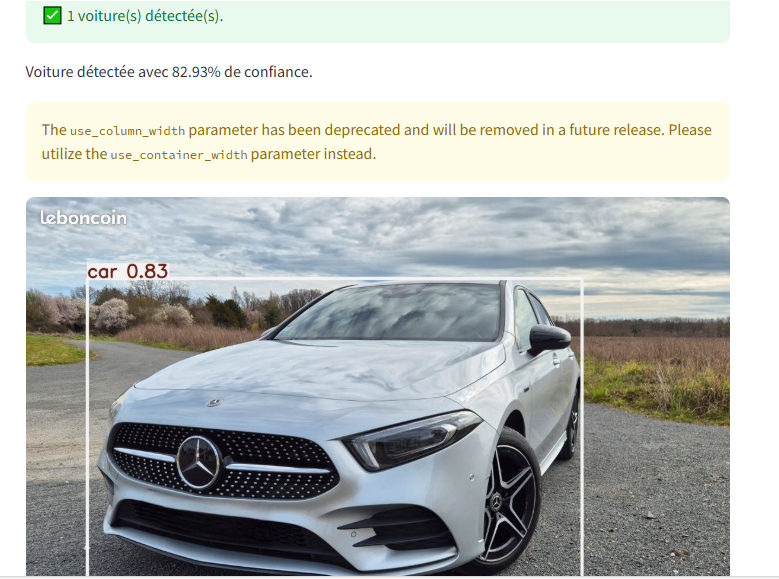 ✅ 1 voiture(s) détectée(s).
Voiture détectée avec 82.93% de confiance.
The use_column_width parameter has been deprecated and will be removed in a future release. Please
utilize the use_container_width parameter instead.
leboncoin
car 0.83